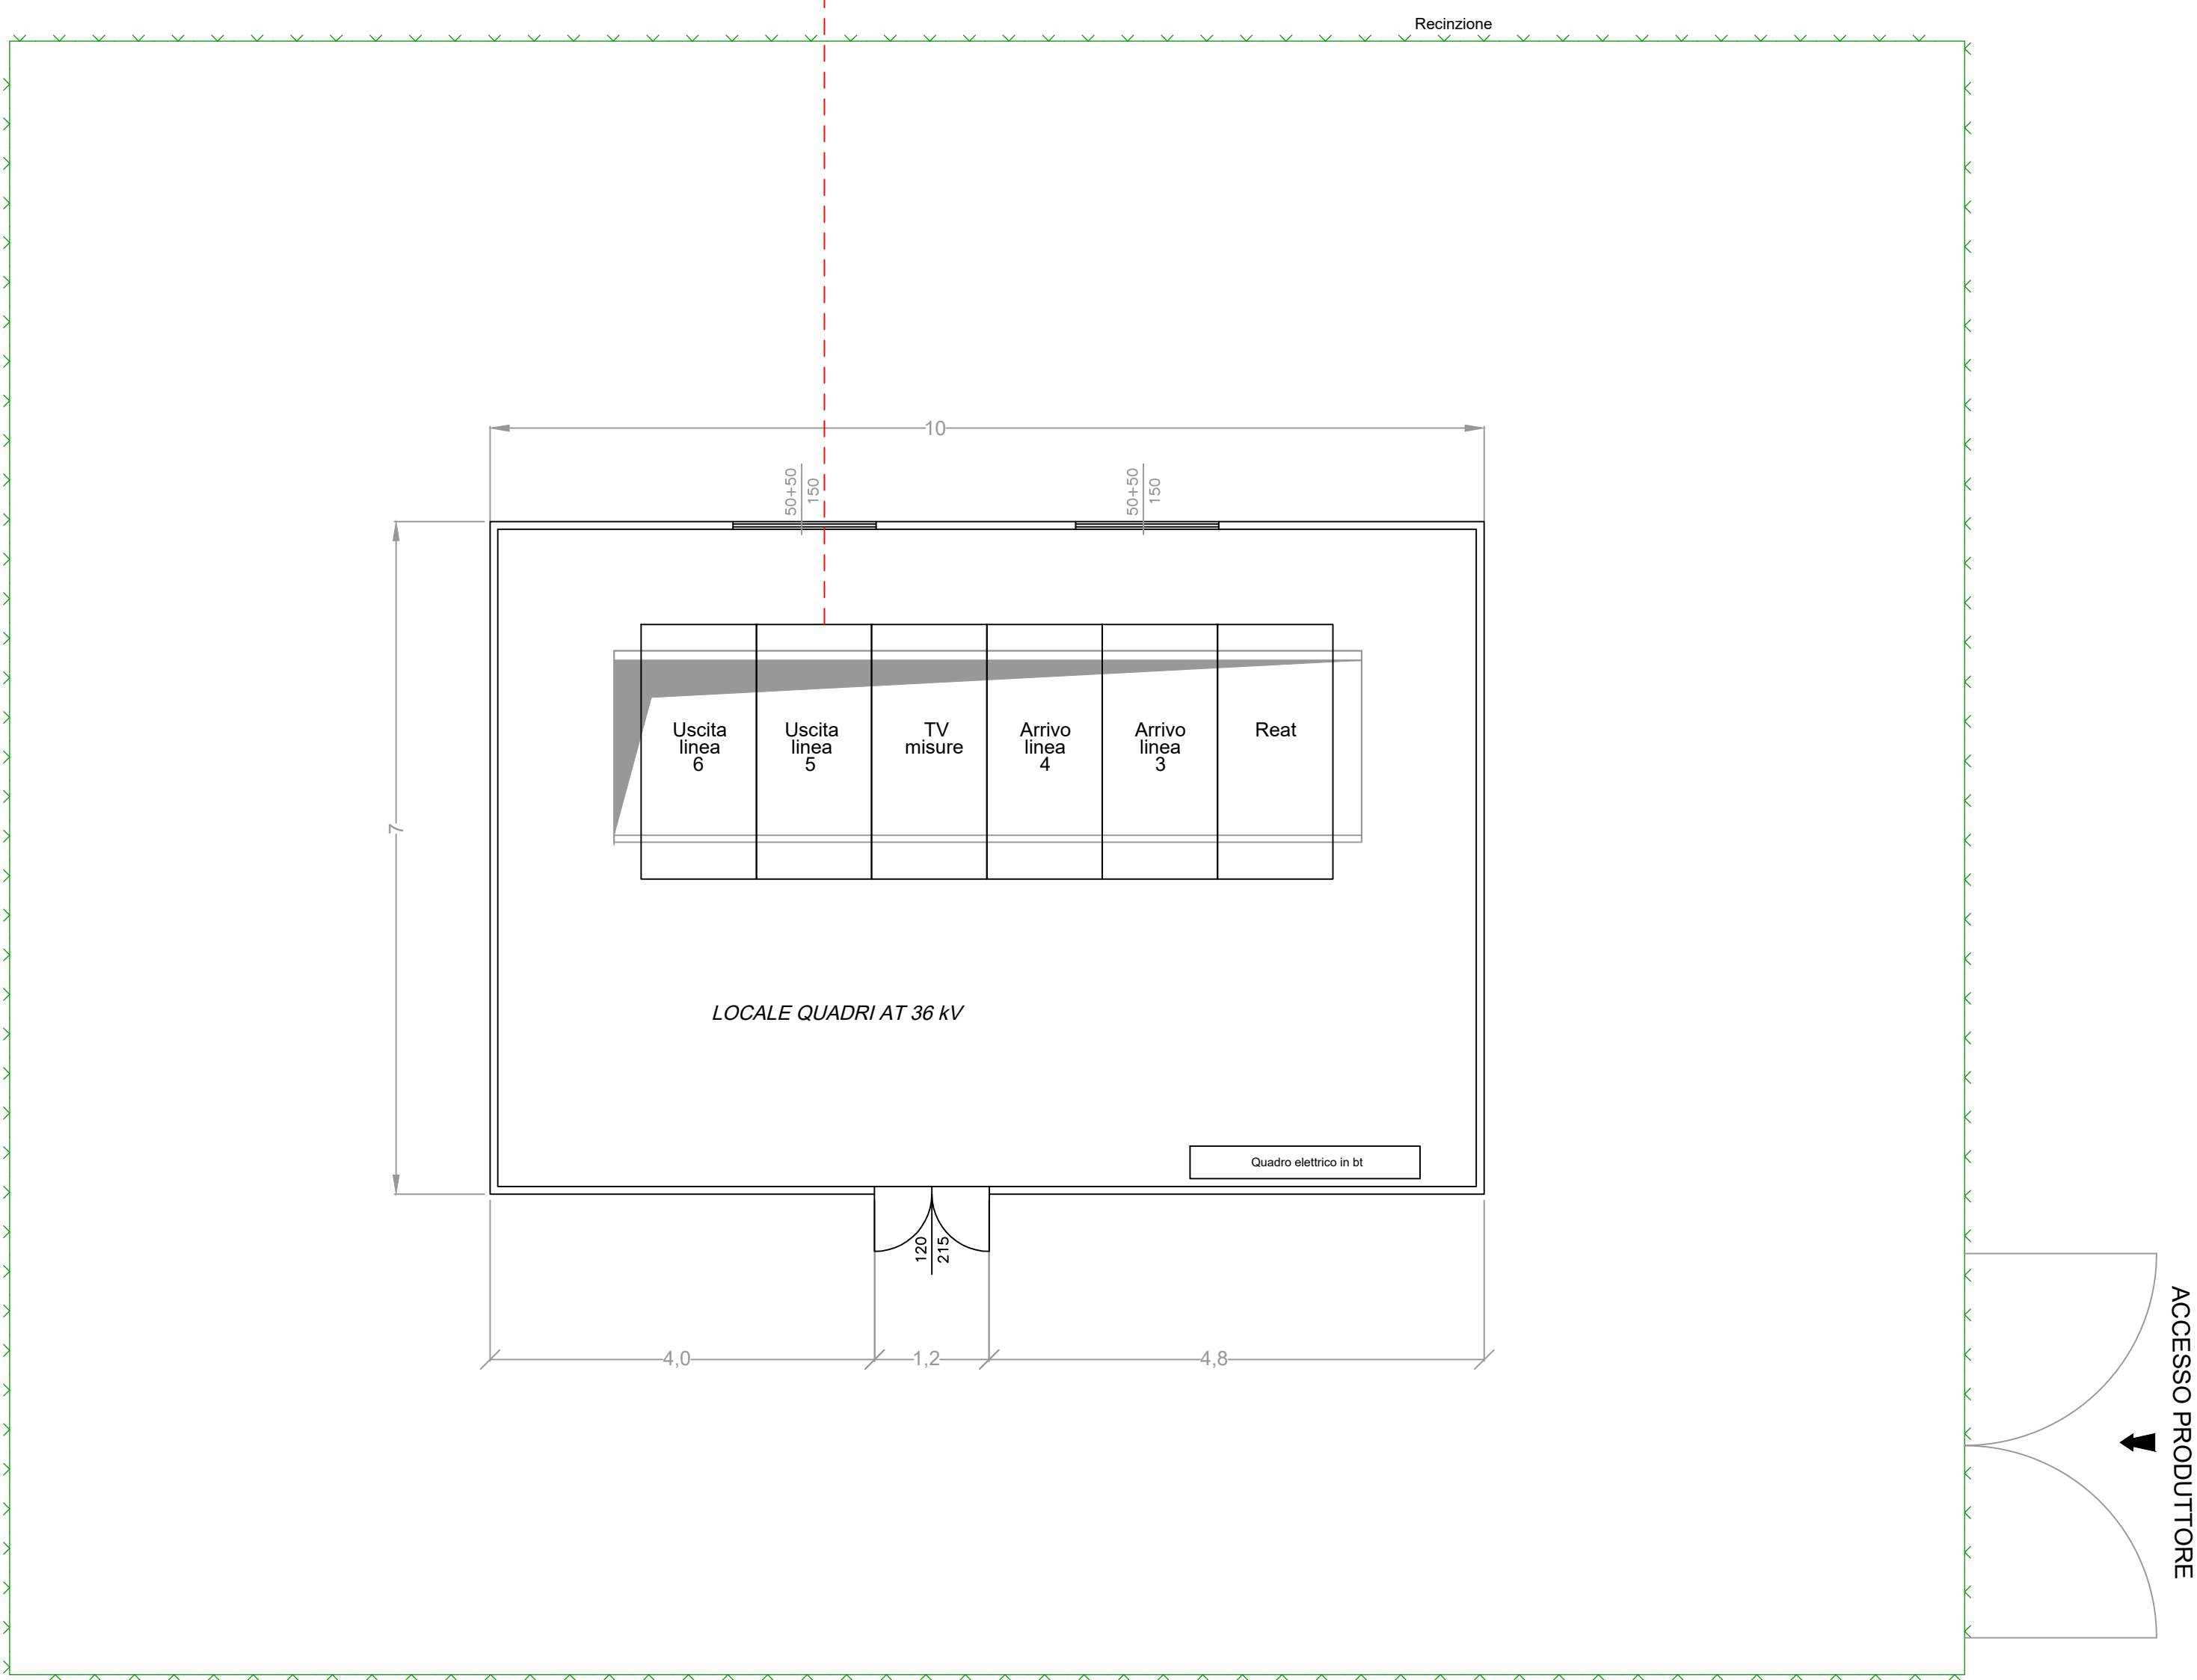 Recinzione
10
50+50
150
50+50
150
7
Uscita
linea
6
Uscita
linea
5
TV
misure
Arrivo
linea
4
Arrivo
linea
3
Reat
LOCALE QUADRI AT 36 kV
Quadro elettrico in bt
120
215
4,0
1,2
4,8
ACCESSO PRODUTTORE